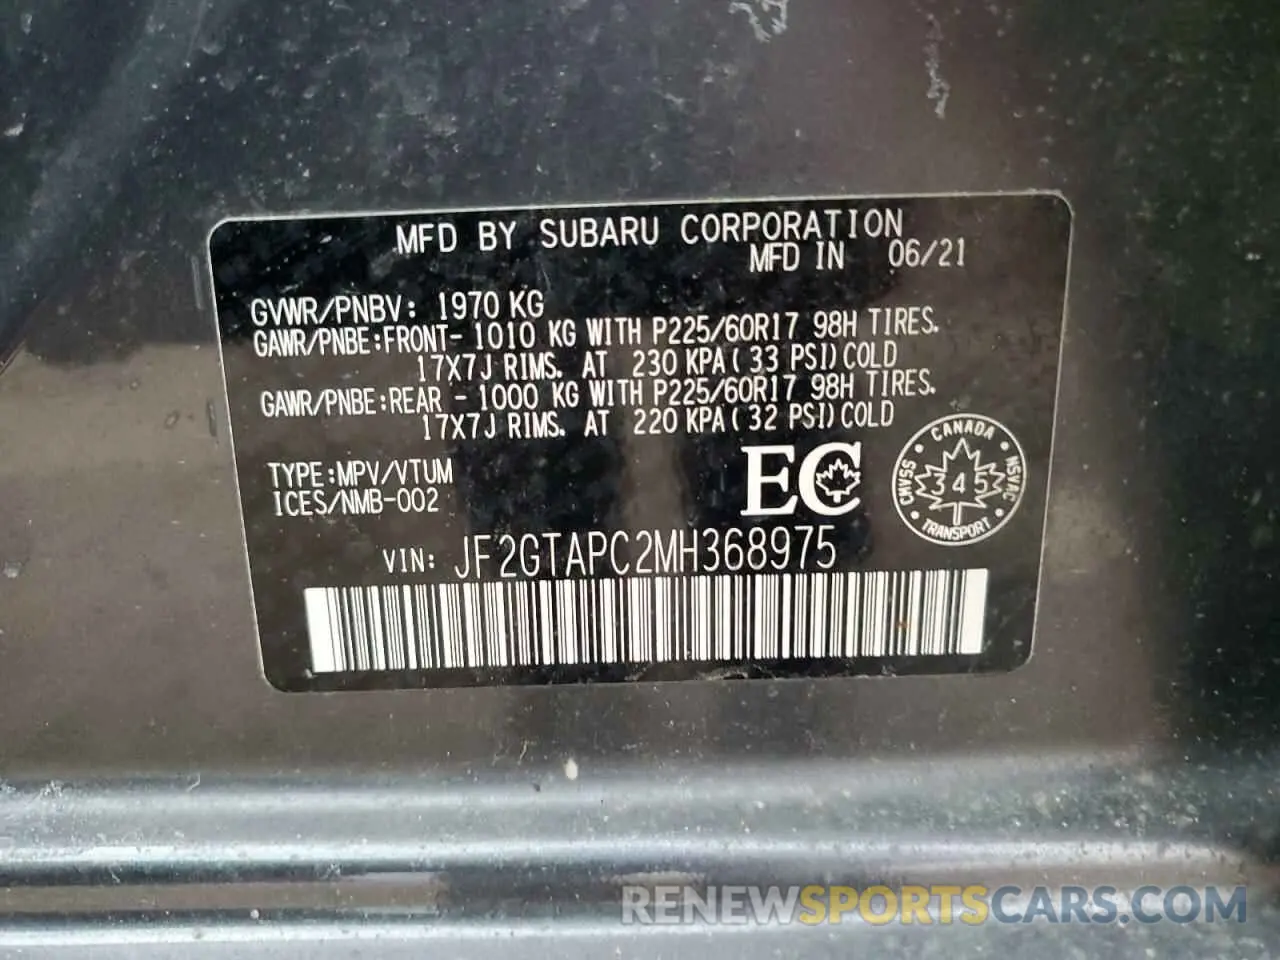 MFD BY SUBARU CORPORATION
MFD IN 06/21
GVWR/PNBV: 1970 KG
GAWR/PNBE:FRONT- 1010 KG WITH P225/60R17 98H TIRES.
17X7J RIMS. AT 230 KPA(33 PSI)COLD
GAWR/PNBE:REAR - 1000 KG WITH P225/60R17 98H TIRES.
17X7J RIMS. AT 220 KPA(32 PSI)COLD
TYPE:MPV/VTUM
ICES/NMB-002
EC
CANADA
CMVSS
NSVAC
345
TRANSPORT
VIN: JF2GTAPC2MH368975
RENEWSPORTSCARS.COM